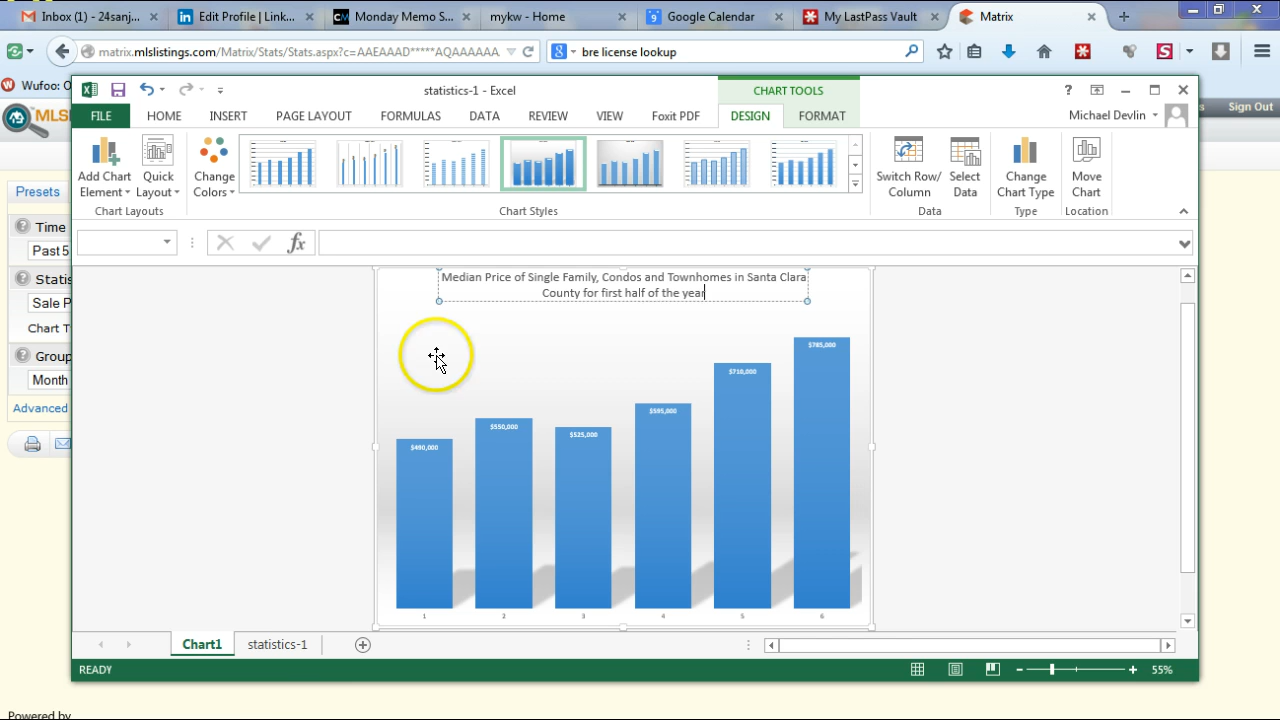 Inbox (1) - 24sanj...
Edit Profile | Link...
Monday Memo S...
mykw - Home
Google Calendar
My LastPass Vault
Matrix
matrix.mlslistings.com/Matrix/Stats/Stats.aspx?c=AAEAAAD*****AQAAAAAA
bre license lookup
Wufoo: O
statistics-1 - Excel
CHART TOOLS
Sign Out
FILE HOME INSERT PAGE LAYOUT FORMULAS DATA REVIEW VIEW Foxit PDF DESIGN FORMAT
Michael Devlin
MLS
Add Chart
Element
Quick
Layout
Change
Colors
Switch Row/
Column
Select
Data
Change
Chart Type
Move
Chart
Chart Layouts
Chart Styles
Data
Type
Location
Presets
Time
Past 5
Statis
Sale P
Chart T
Group
Month
Advanced
fx
Median Price of Single Family, Condos and Townhomes in Santa Clara
County for first half of the year
$490,000
$550,000
$525,000
$595,000
$710,000
$785,000
1 2 3 4 5 6
Chart1
statistics-1
READY
55%
Powered by